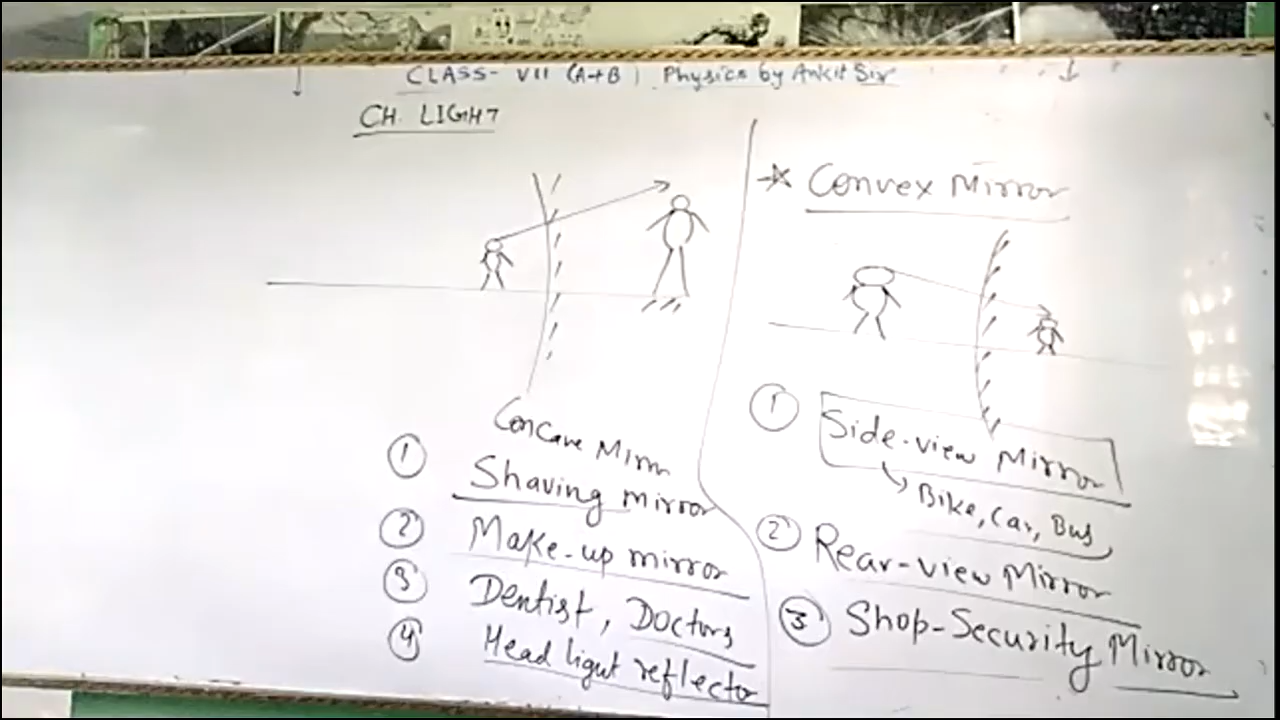 CLASS- VII (A+B) Physics by Ankit Sir
CH. LIGHT
Concave Mirror
① Shaving mirror
② Make-up mirror
③ Dentist, Doctors
④ Head light reflector
☆ Convex Mirror
① Side-view Mirror
↳ Bike, Car, Bus
② Rear-view Mirror
③ Shop-Security Mirror